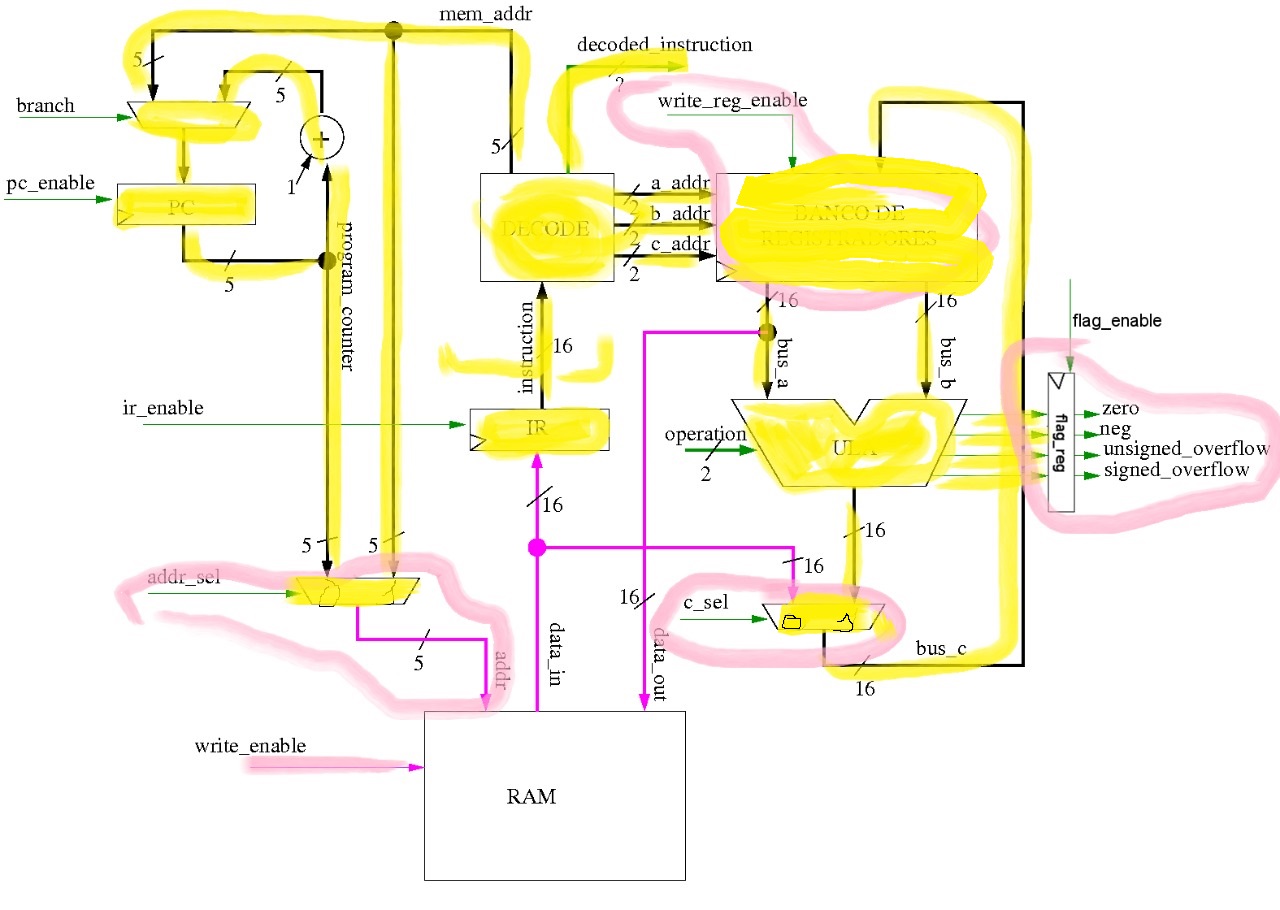 mem_addr
decoded_instruction
5
5
?
branch
write_reg_enable
+
5
1
pc_enable
a_addr
2
PC
DECODE
b_addr
2
BANCO DE
REGISTRADORES
c_addr
2
5
program_counter
16
16
flag_enable
instruction
16
bus_a
bus_b
ir_enable
IR
operation
2
ULA
flag_reg
zero
neg
unsigned_overflow
signed_overflow
16
16
5
5
16
addr_sel
16
c_sel
5
addr
data_in
data_out
bus_c
16
write_enable
RAM